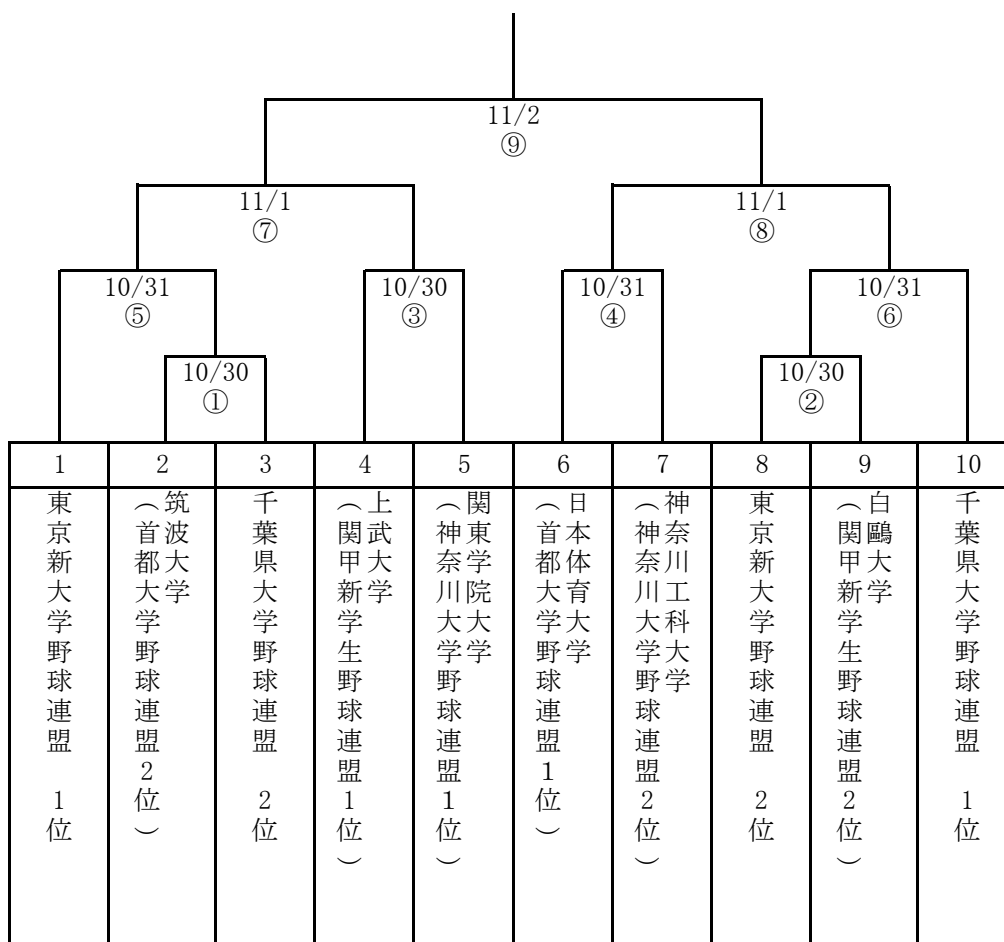 11/2
⑨
11/1
⑦
11/1
⑧
10/31
⑤
10/30
③
10/31
④
10/31
⑥
10/30
①
10/30
②
1
2
3
4
5
6
7
8
9
10
東京新大学野球連盟 1位
筑波大学
(首都大学野球連盟2位)
千葉県大学野球連盟 2位
上武大学
(関甲新学生野球連盟1位)
関東学院大学
(神奈川大学野球連盟1位)
日本体育大学
(首都大学野球連盟1位)
神奈川工科大学
(神奈川大学野球連盟2位)
東京新大学野球連盟 2位
白鷗大学
(関甲新学生野球連盟2位)
千葉県大学野球連盟 1位